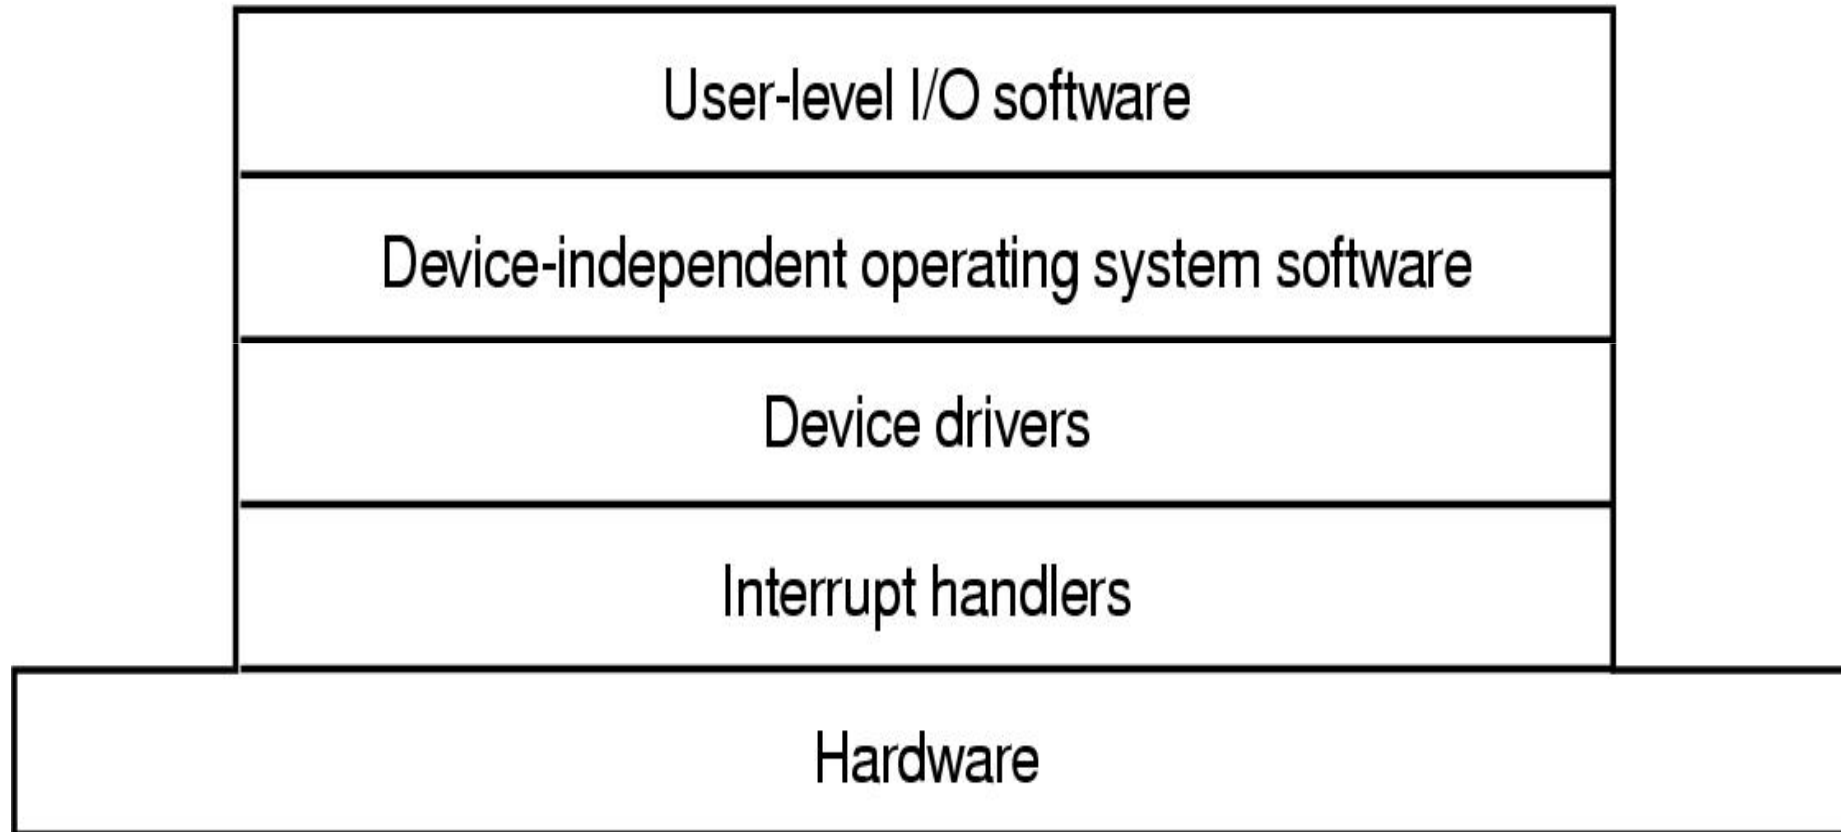 User-level I/O software
Device-independent operating system software
Device drivers
Interrupt handlers
Hardware